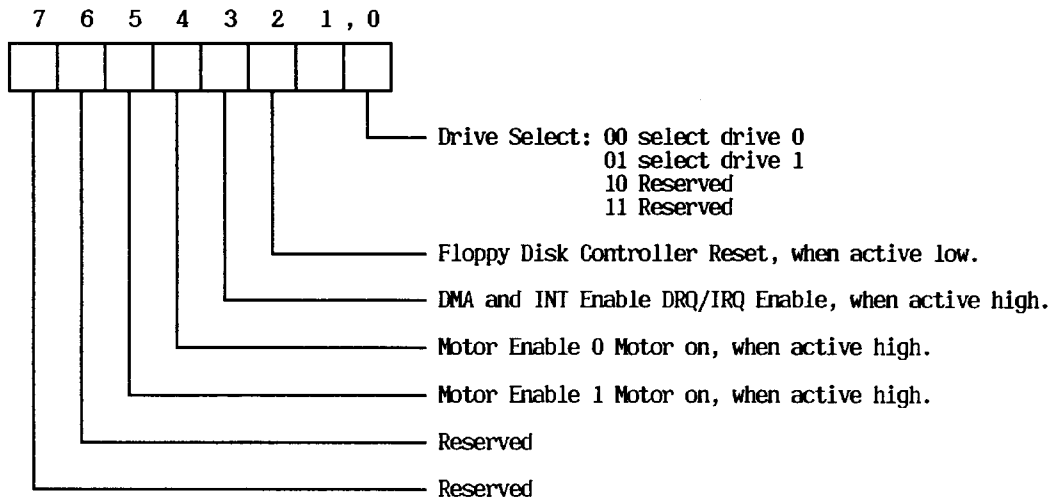 7 6 5 4 3 2 1 , 0
Drive Select: 00 select drive 0
01 select drive 1
10 Reserved
11 Reserved
Floppy Disk Controller Reset, when active low.
DMA and INT Enable DRQ/IRQ Enable, when active high.
Motor Enable 0 Motor on, when active high.
Motor Enable 1 Motor on, when active high.
Reserved
Reserved